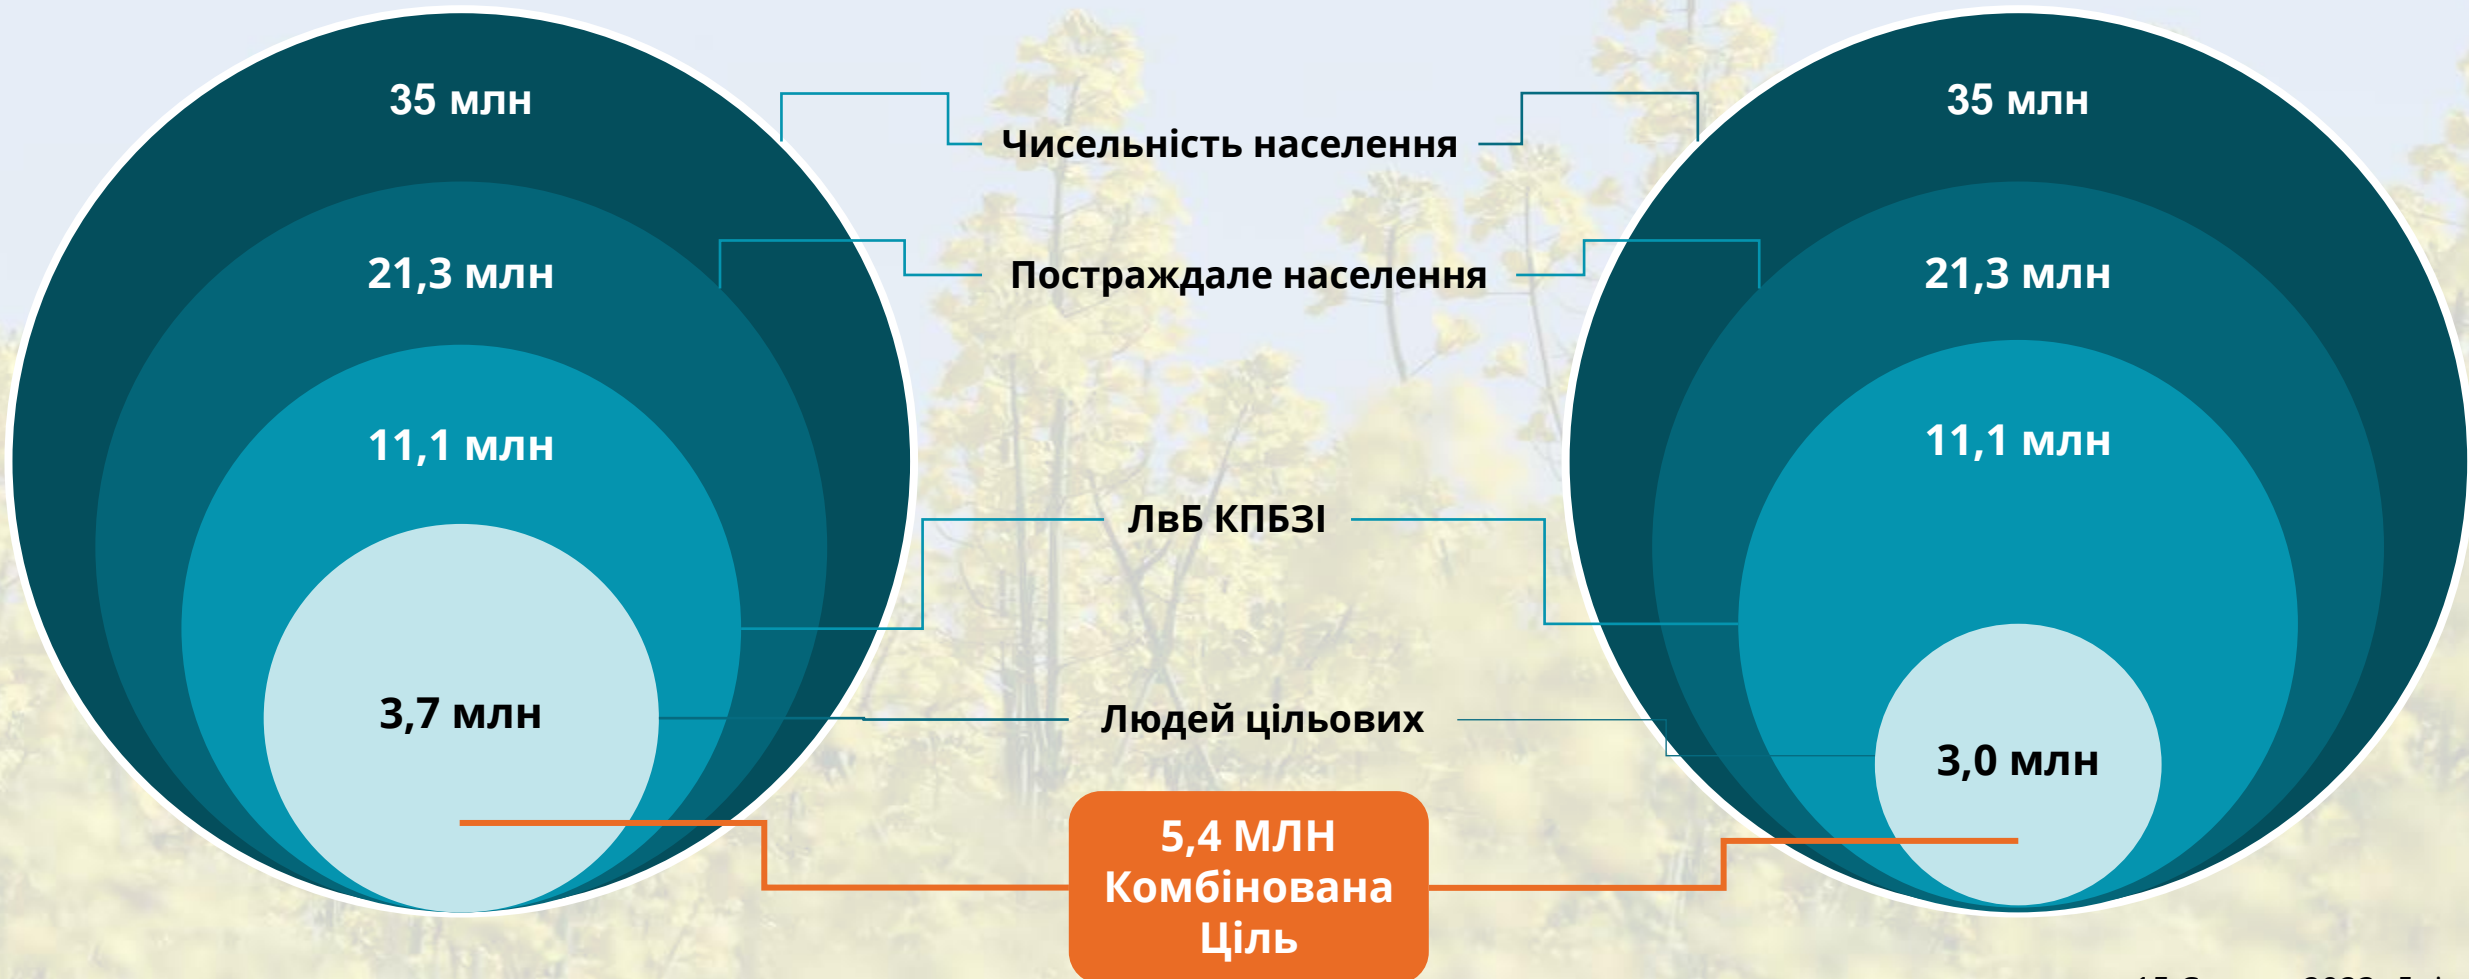 35 млн
21,3 млн
11,1 млн
3,7 млн
Чисельність населення
Постраждале населення
ЛвБ КПБЗІ
Людей цільових
5,4 МЛН
Комбінована
Ціль
35 млн
21,3 млн
11,1 млн
3,0 млн